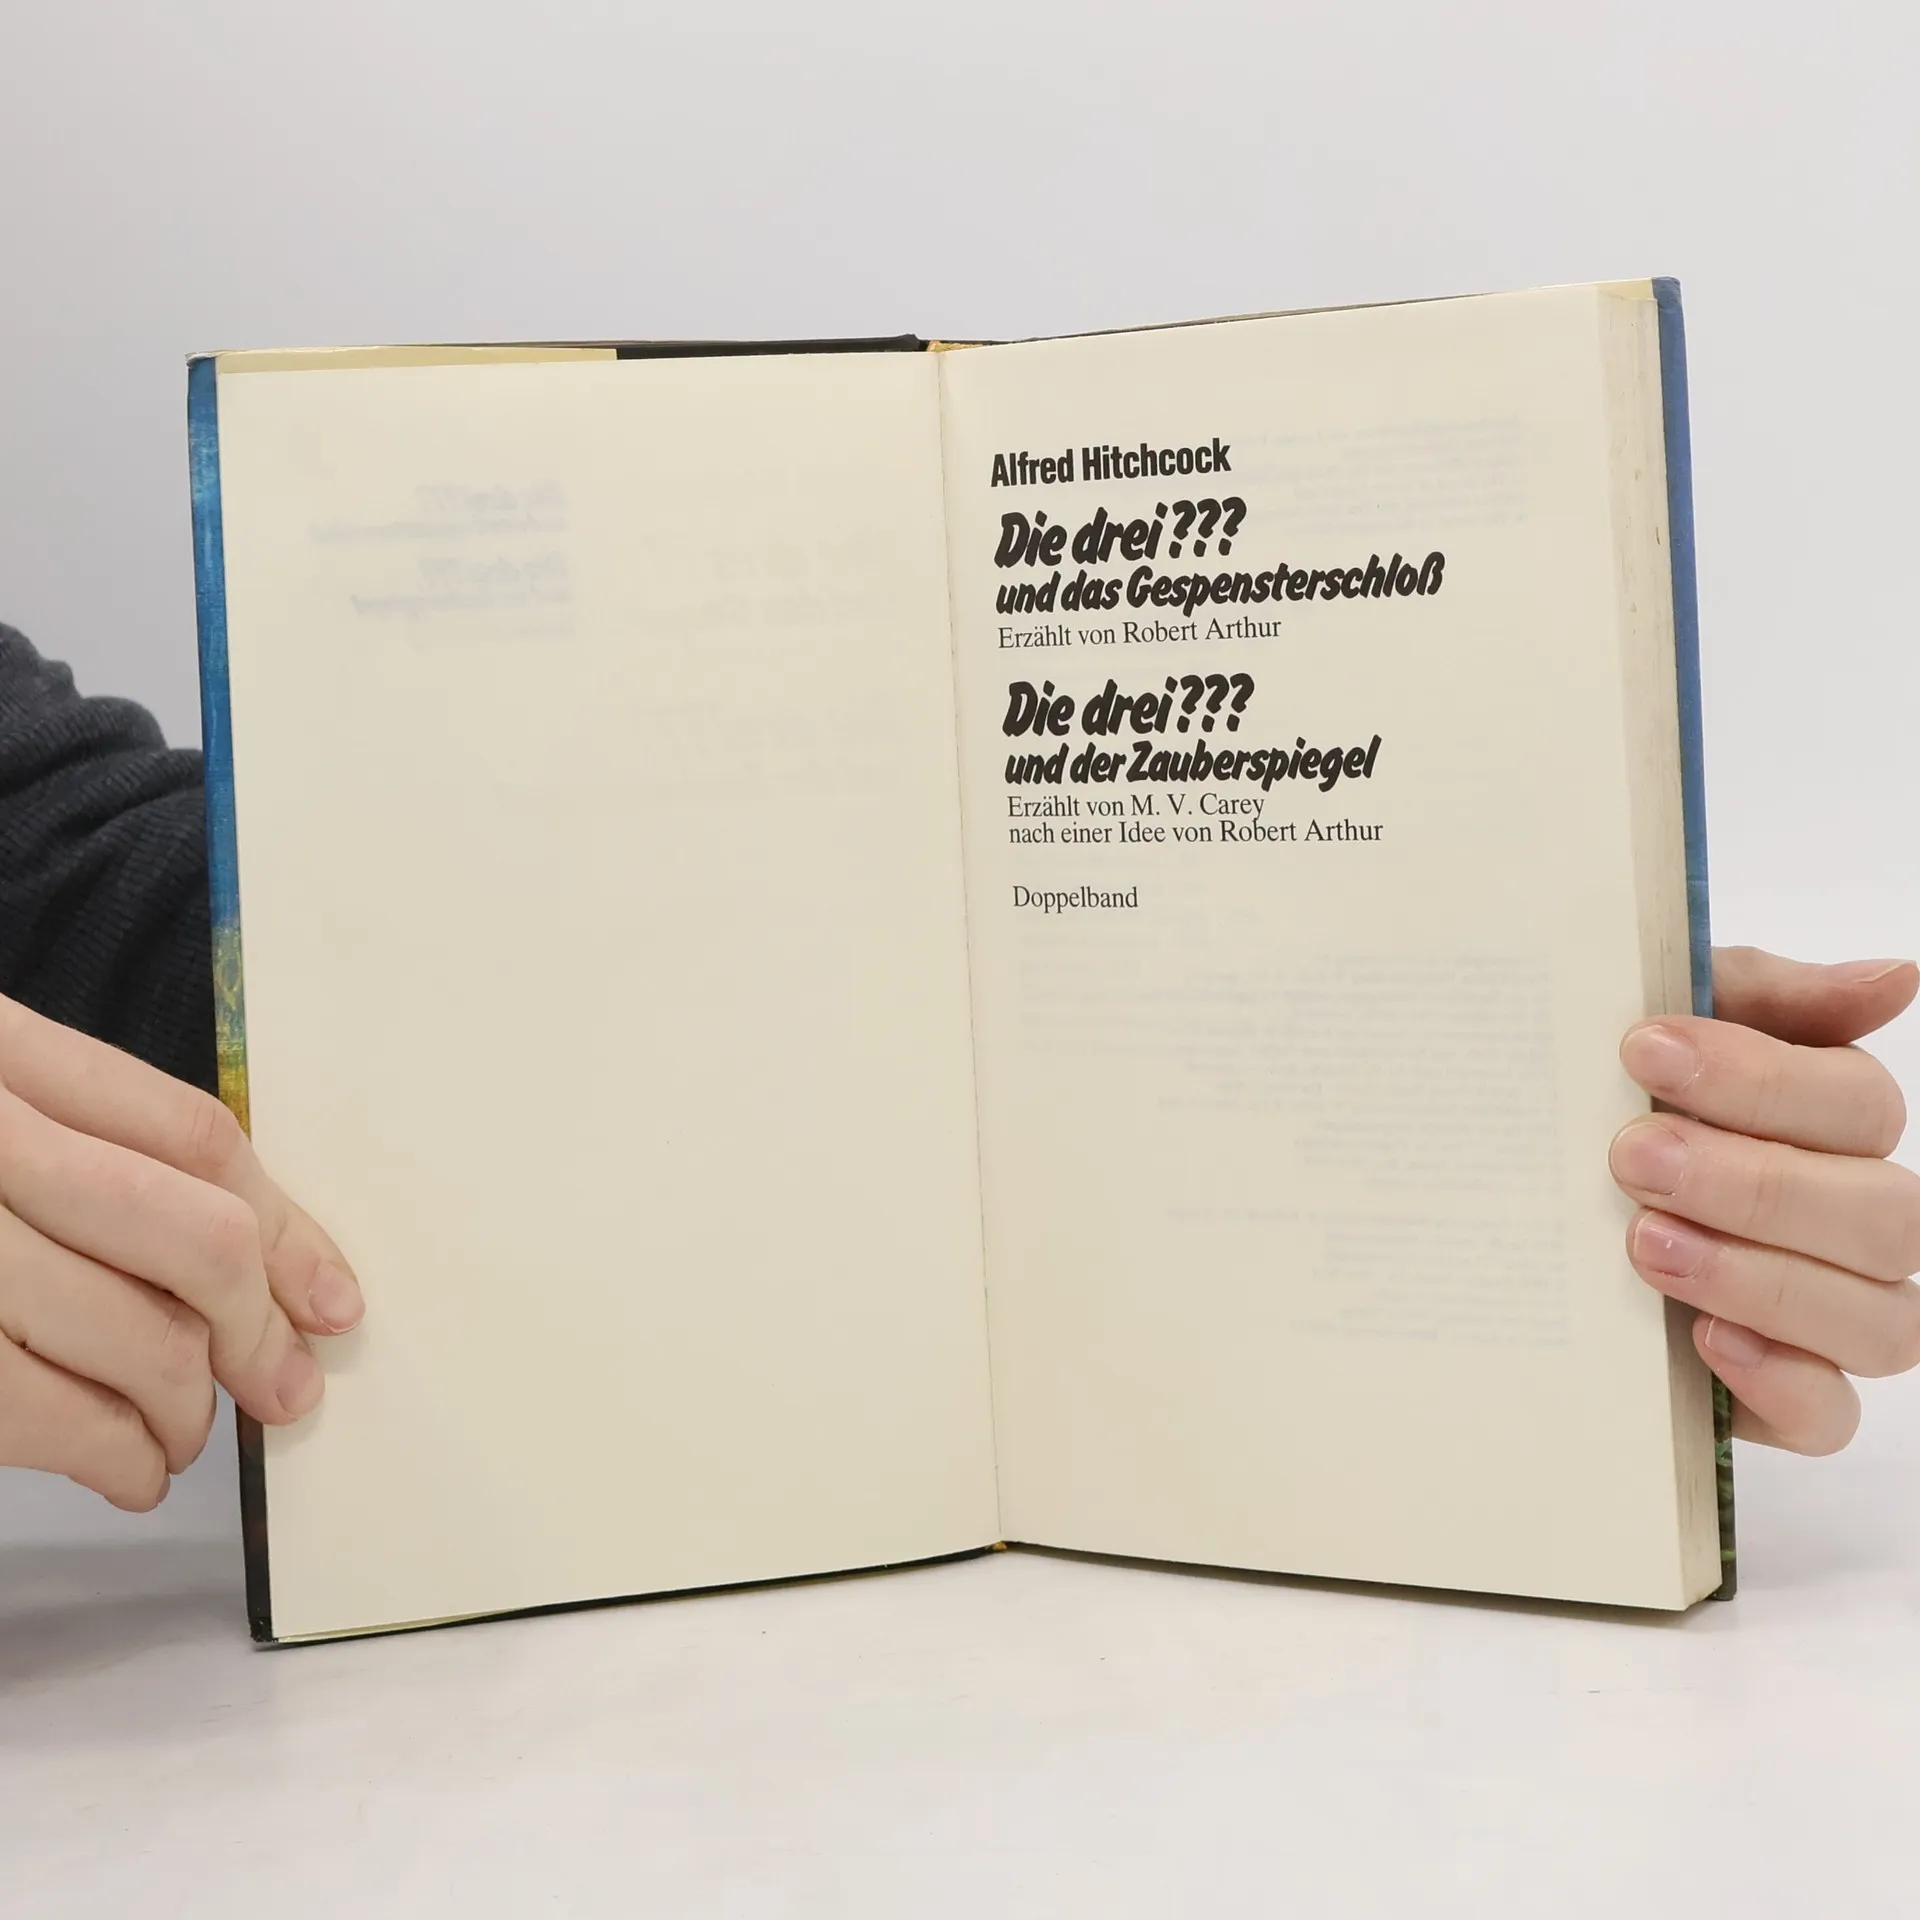 Alfred Hitchcock
Die drei ???
und das Gespensterschloß
Erzählt von Robert Arthur
Die drei ???
und der Zauberspiegel
Erzählt von M. V. Carey
nach einer Idee von Robert Arthur
Doppelband